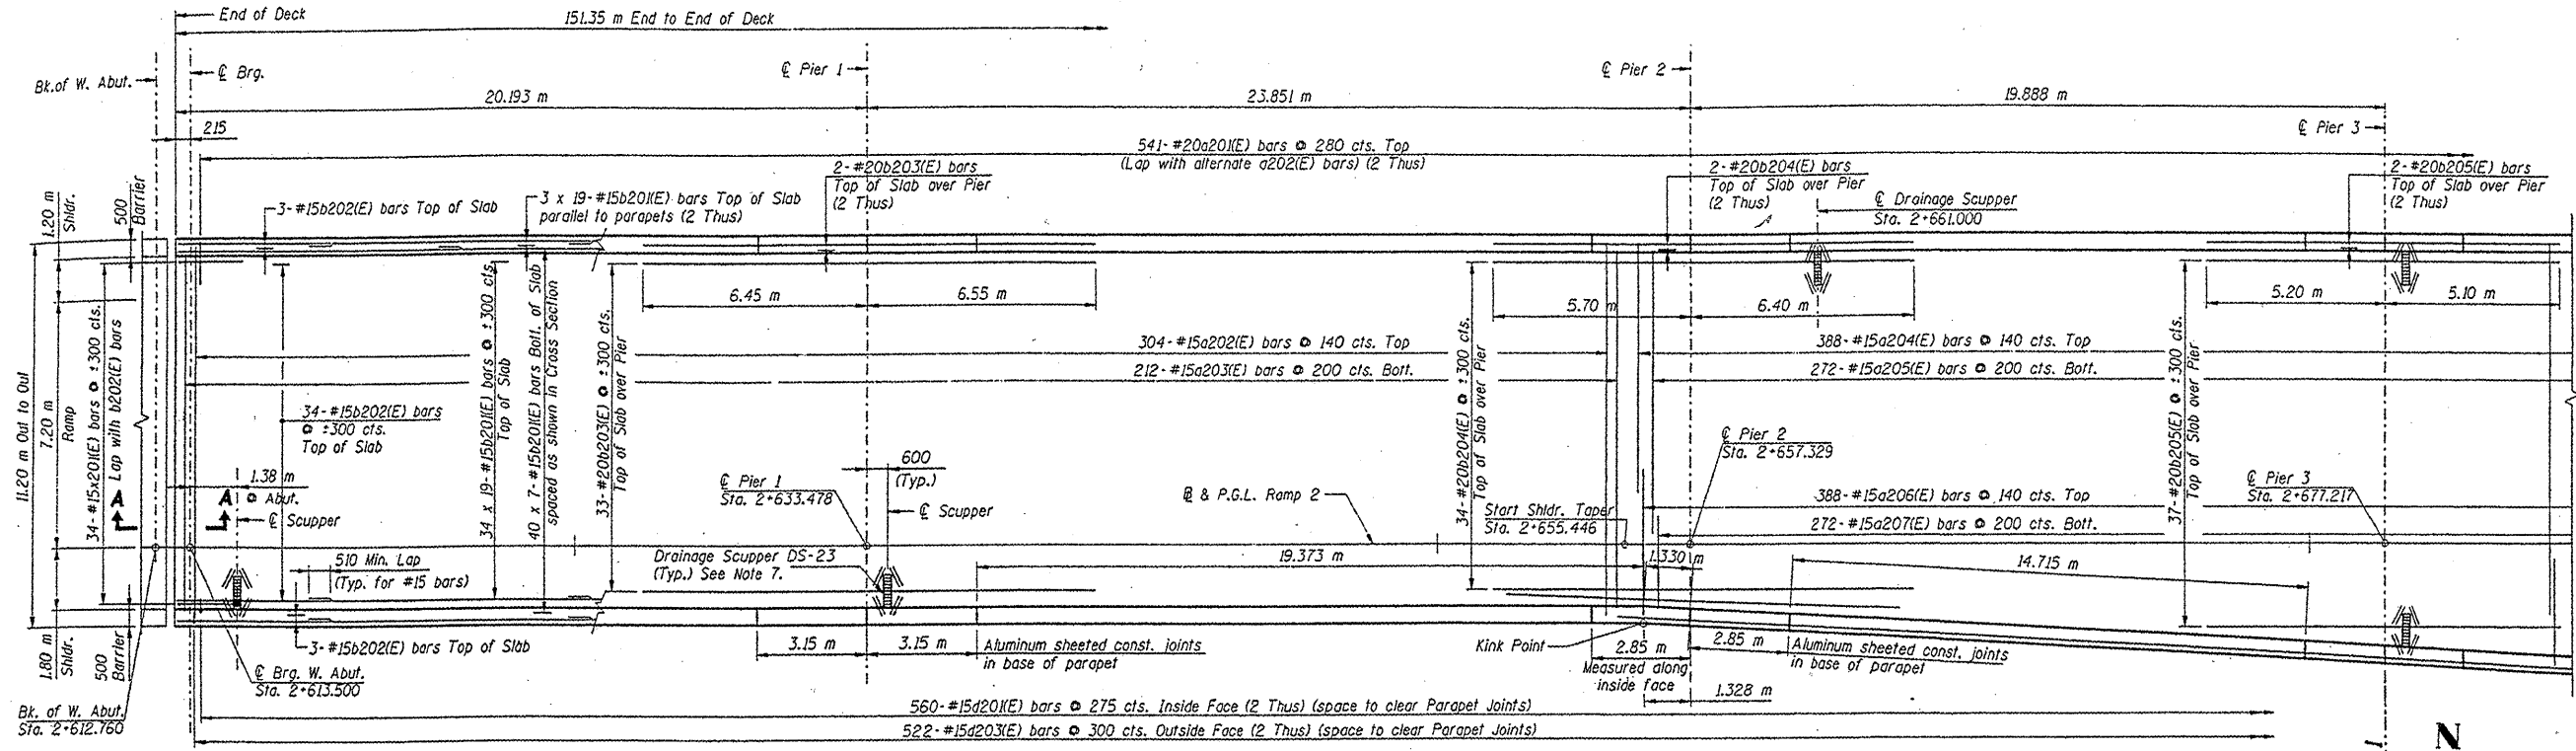 End of Deck
151.35 m End to End of Deck
Bk.of W. Abut.
℄ Brg.
℄ Pier 1
℄ Pier 2
20.193 m
23.851 m
19.888 m
℄ Pier 3
215
541-#20a201(E) bars @ 280 cts. Top
(Lap with alternate a202(E) bars) (2 Thus)
2-#20b203(E) bars
Top of Slab over Pier
(2 Thus)
2-#20b204(E) bars
Top of Slab over Pier
(2 Thus)
2-#20b205(E) bars
Top of Slab over Pier
(2 Thus)
℄ Drainage Scupper
Sta. 2+661.000
1.20 m
Shldr.
500
Barrier
3-#15b202(E) bars Top of Slab
3 x 19-#15b201(E) bars Top of Slab
parallel to parapets (2 Thus)
6.45 m
6.55 m
5.70 m
6.40 m
5.20 m
5.10 m
304-#15a202(E) bars @ 140 cts. Top
212-#15a203(E) bars @ 200 cts. Bott.
388-#15a204(E) bars @ 140 cts. Top
272-#15a205(E) bars @ 200 cts. Bott.
11.20 m Out to Out
7.20 m
Ramp
34-#15x201(E) bars @ ±300 cts.
Lap with b202(E) bars
34-#15b202(E) bars
@ ±300 cts.
Top of Slab
34 x 19-#15b201(E) bars @ ±300 cts.
Top of Slab
40 x 7-#15b201(E) bars Bott. of Slab
spaced as shown in Cross Section
33-#20b203(E) @ ±300 cts.
Top of Slab over Pier
34-#20b204(E) @ ±300 cts.
Top of Slab over Pier
37-#20b205(E) @ ±300 cts.
Top of Slab over Pier
℄ Pier 2
Sta. 2+657.329
600
(Typ.)
1.38 m
@ Abut.
A
A
℄ Scupper
℄ Pier 1
Sta. 2+633.478
℄ Scupper
℄ & P.G.L. Ramp 2
Start Shldr. Taper
Sta. 2+655.446
388-#15a206(E) bars @ 140 cts. Top
272-#15a207(E) bars @ 200 cts. Bott.
℄ Pier 3
Sta. 2+677.217
510 Min. Lap
(Typ. for #15 bars)
Drainage Scupper DS-23
(Typ.) See Note 7.
19.373 m
1.330 m
14.715 m
1.80 m
Shldr.
500
Barrier
3-#15b202(E) bars Top of Slab
3.15 m
3.15 m
Aluminum sheeted const. joints
in base of parapet
Kink Point
2.85 m
Measured along
inside face
2.85 m
Aluminum sheeted const. joints
in base of parapet
1.328 m
℄ Brg. W. Abut.
Sta. 2+613.500
Bk. of W. Abut.
Sta. 2+612.760
560-#15d201(E) bars @ 275 cts. Inside Face (2 Thus) (space to clear Parapet Joints)
522-#15d203(E) bars @ 300 cts. Outside Face (2 Thus) (space to clear Parapet Joints)
N